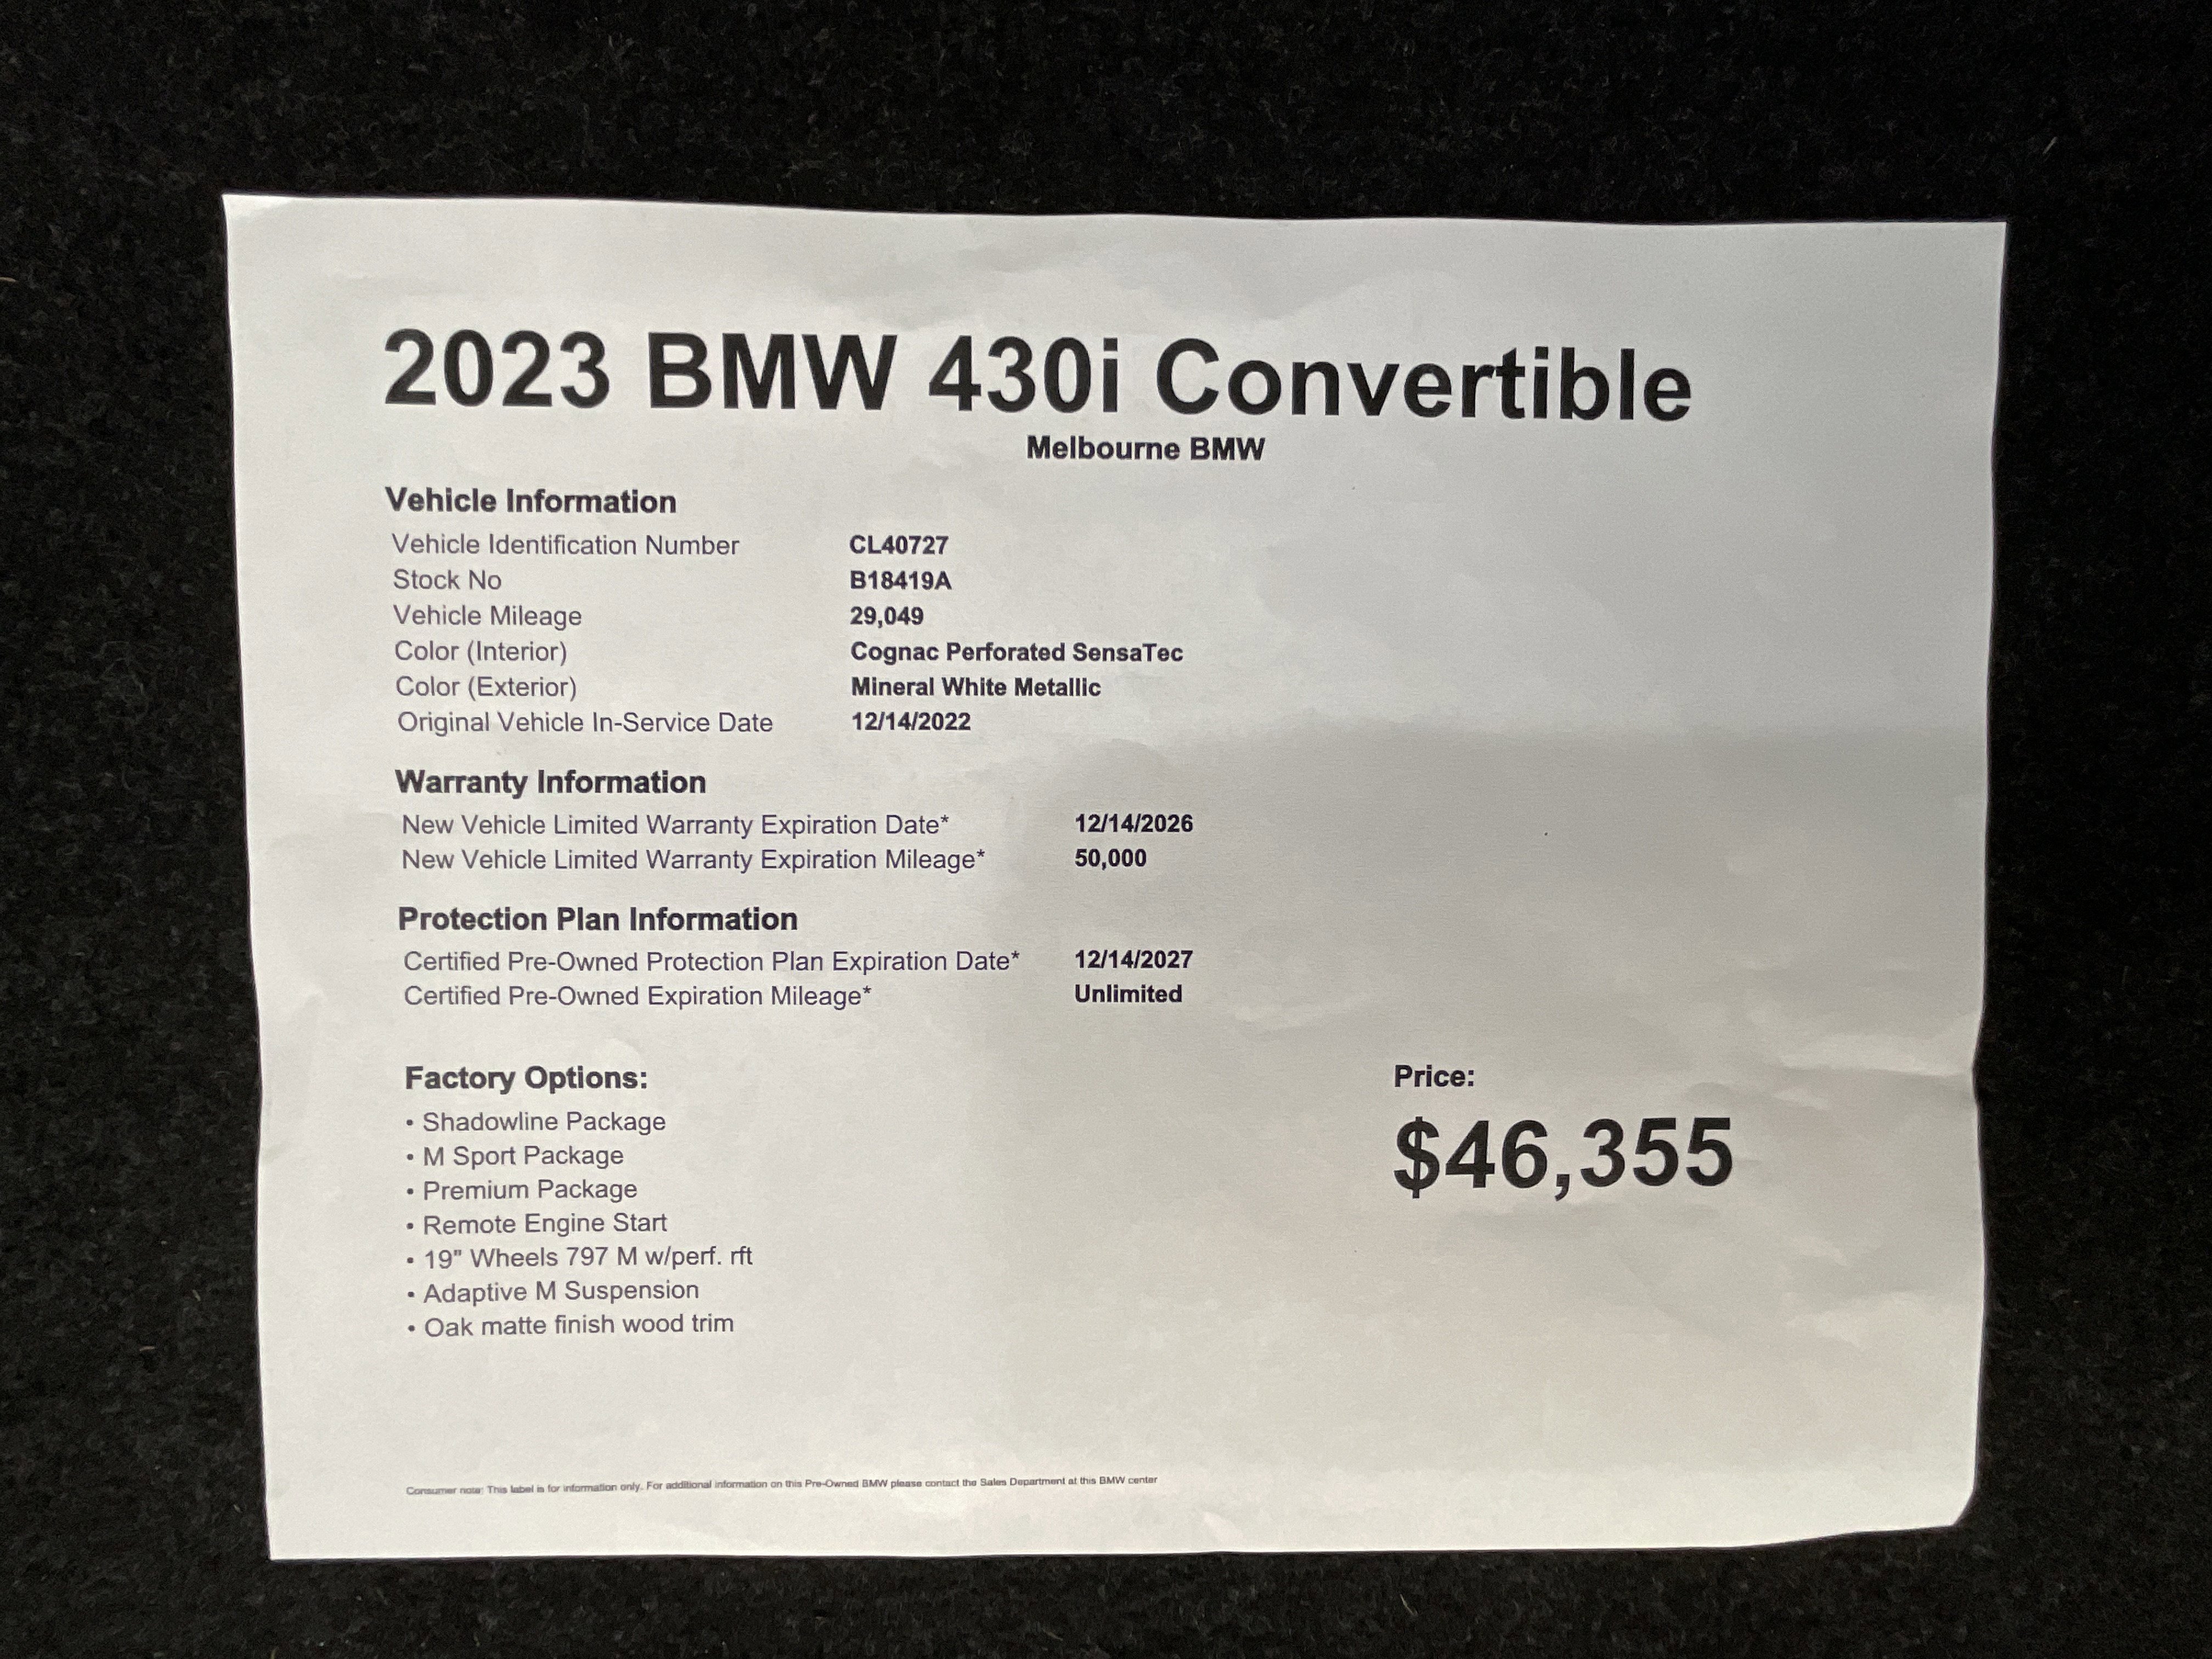 2023 BMW 430i Convertible
Melbourne BMW
Vehicle Information
Vehicle Identification Number CL40727
Stock No B18419A
Vehicle Mileage 29,049
Color (Interior) Cognac Perforated SensaTec
Color (Exterior) Mineral White Metallic
Original Vehicle In-Service Date 12/14/2022
Warranty Information
New Vehicle Limited Warranty Expiration Date* 12/14/2026
New Vehicle Limited Warranty Expiration Mileage* 50,000
Protection Plan Information
Certified Pre-Owned Protection Plan Expiration Date* 12/14/2027
Certified Pre-Owned Expiration Mileage* Unlimited
Factory Options:
• Shadowline Package
• M Sport Package
• Premium Package
• Remote Engine Start
• 19" Wheels 797 M w/perf. rft
• Adaptive M Suspension
• Oak matte finish wood trim
Price:
$46,355
Consumer note: This label is for information only. For additional information on this Pre-Owned BMW please contact the Sales Department at this BMW center